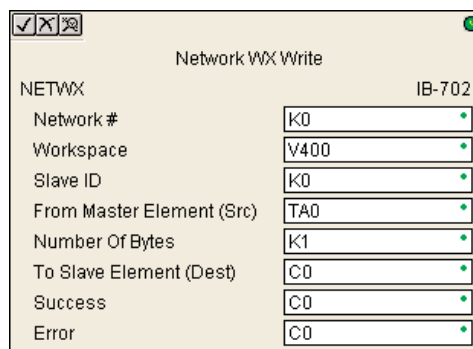 Network WX Write
NETWX IB-702
Network # K0
Workspace V400
Slave ID K0
From Master Element (Src) TA0
Number Of Bytes K1
To Slave Element (Dest) C0
Success C0
Error C0